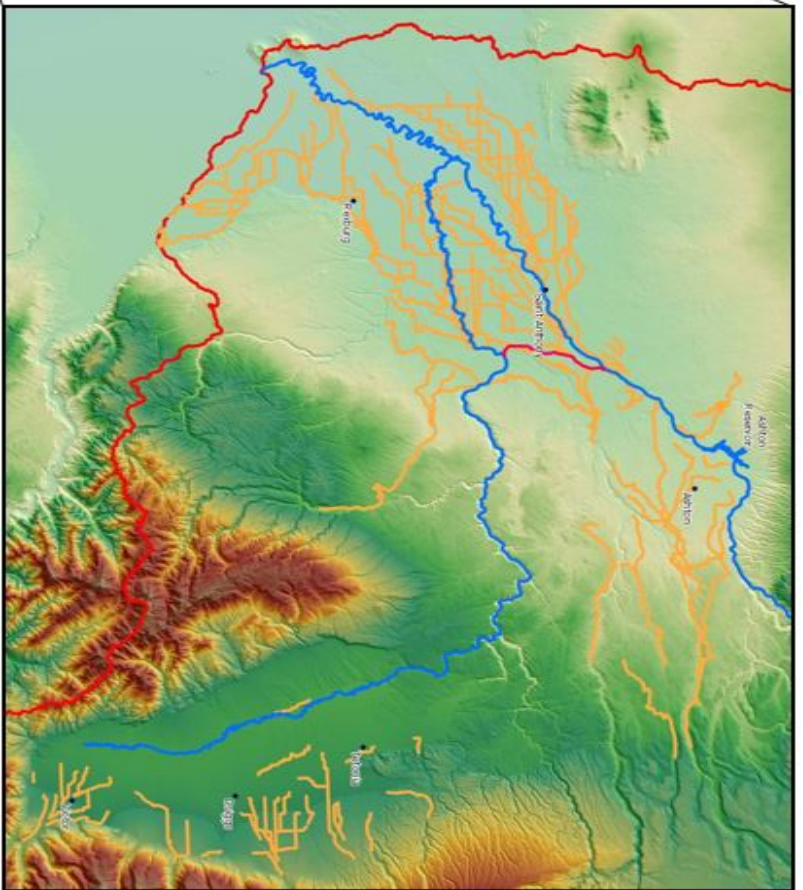 Ashton
Reservoir
Ashton
Saint Anthony
Rexburg
Tetonia
Driggs
Victor